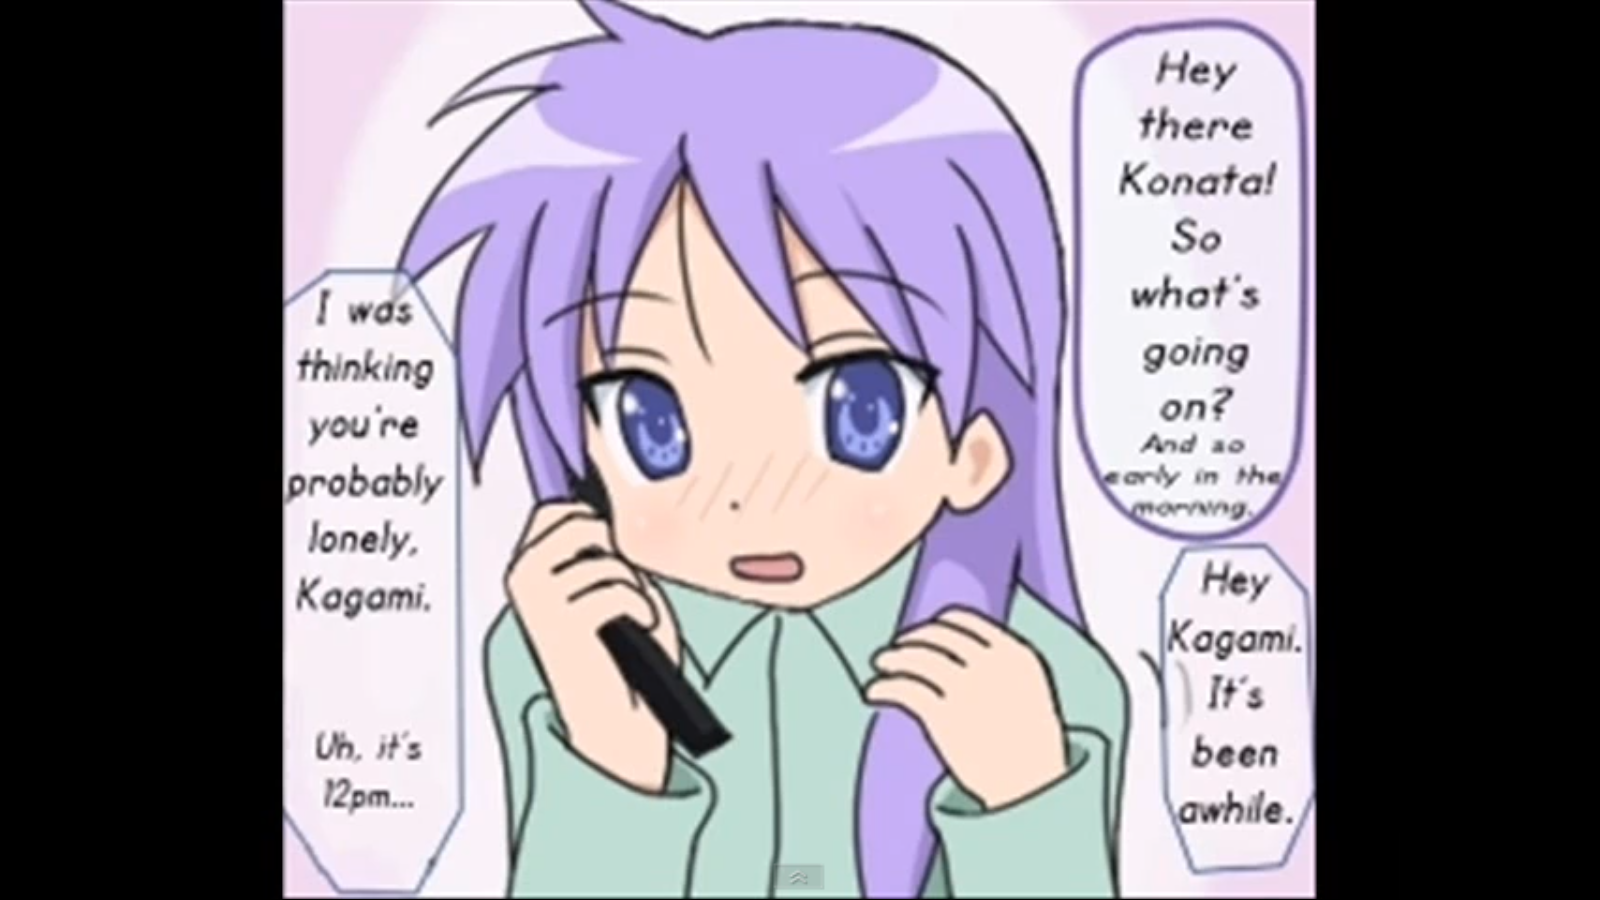 Hey
there
Konata!
So
what's
going
on?
And so
early in the
morning.
Hey
Kagami.
It's
been
awhile.
I was
thinking
you're
probably
lonely,
Kagami.
Uh, it's
12pm...